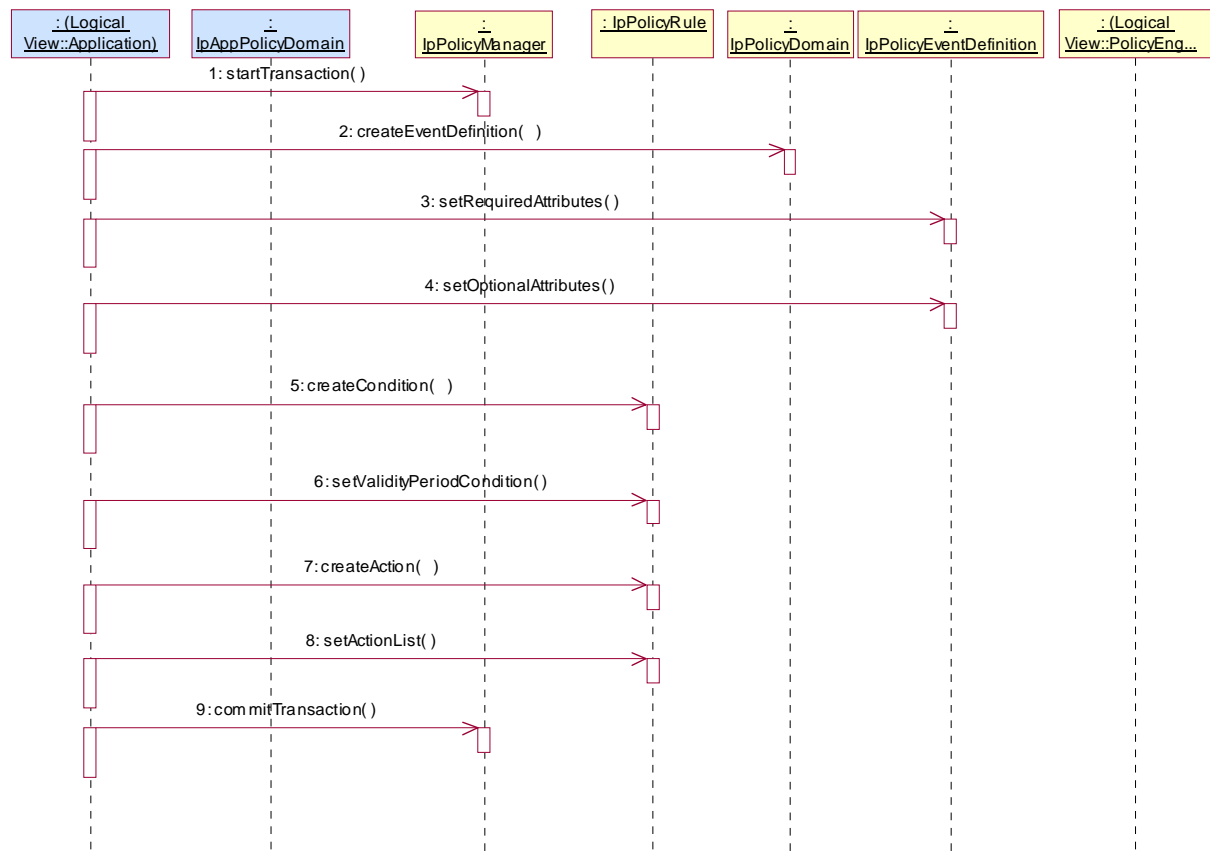 : (Logical
View::Application)
:
IpAppPolicyDomain
:
IpPolicyManager
: IpPolicyRule
:
IpPolicyDomain
:
IpPolicyEventDefinition
: (Logical
View::PolicyEng...
1: startTransaction( )
2: createEventDefinition(  )
3: setRequiredAttributes( )
4: setOptionalAttributes( )
5: createCondition(  )
6: setValidityPeriodCondition( )
7: createAction(  )
8: setActionList( )
9: commitTransaction( )